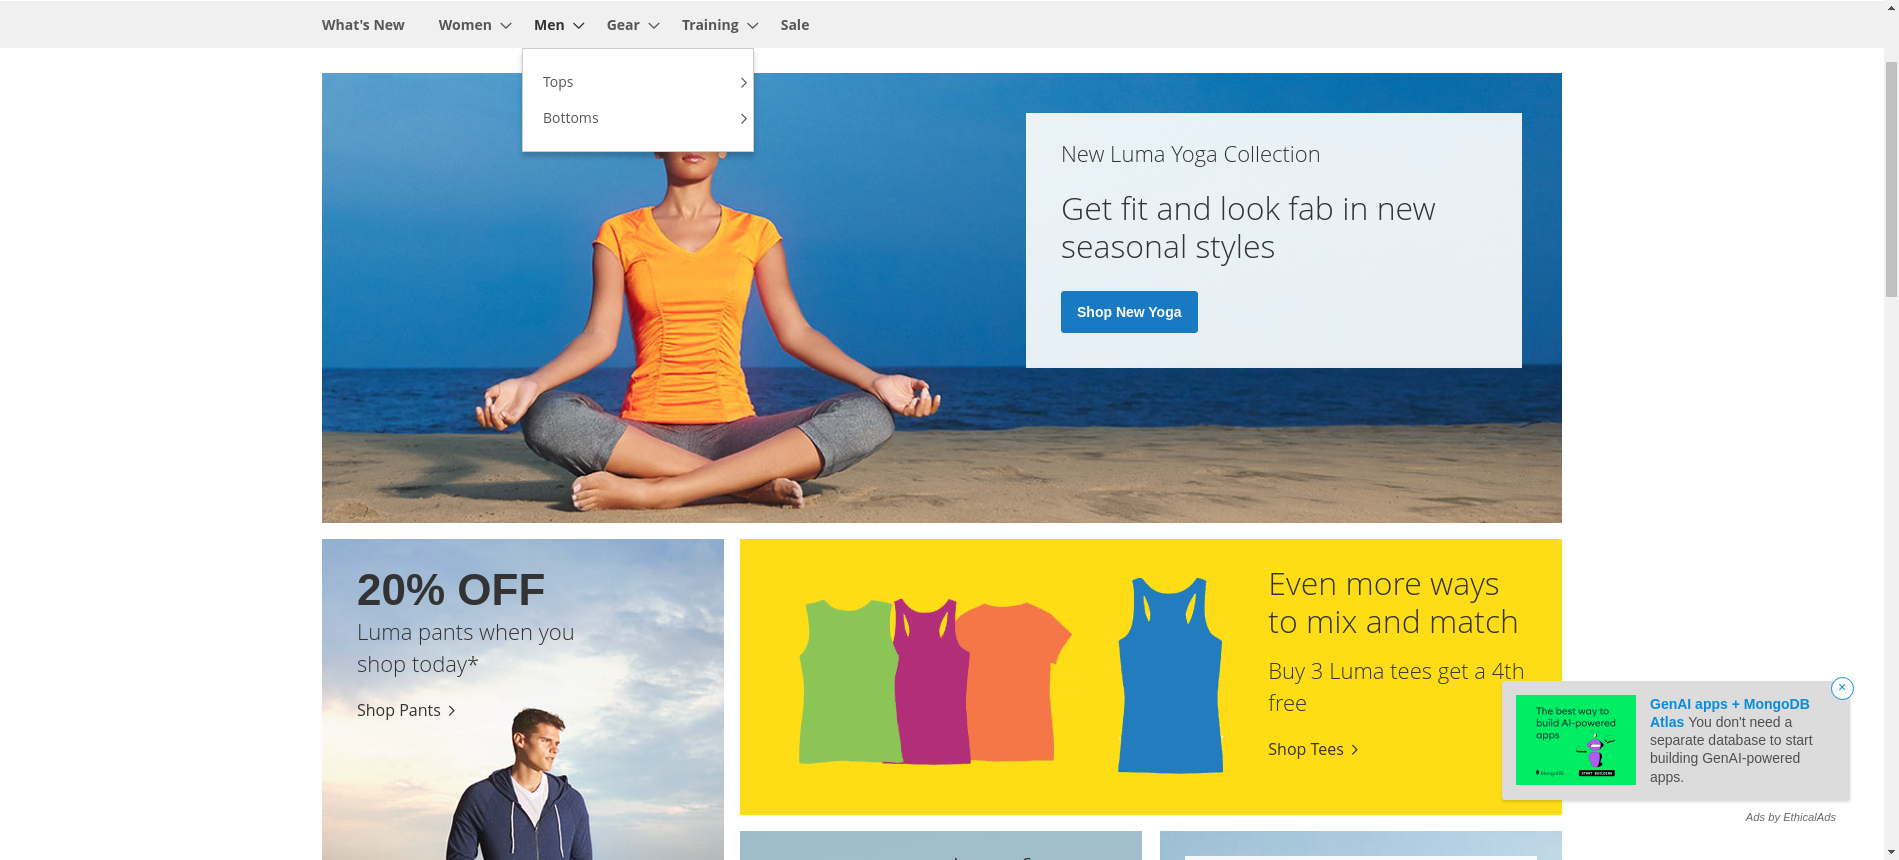 What's New Women Men Gear Training Sale
Tops
Bottoms
New Luma Yoga Collection
Get fit and look fab in new
seasonal styles
Shop New Yoga
20% OFF
Luma pants when you
shop today*
Shop Pants
Even more ways
to mix and match
Buy 3 Luma tees get a 4th
free
Shop Tees
The best way to
build AI-powered
apps
MongoDB
START BUILDING
GenAI apps + MongoDB
Atlas You don't need a
separate database to start
building GenAI-powered
apps.
Ads by EthicalAds